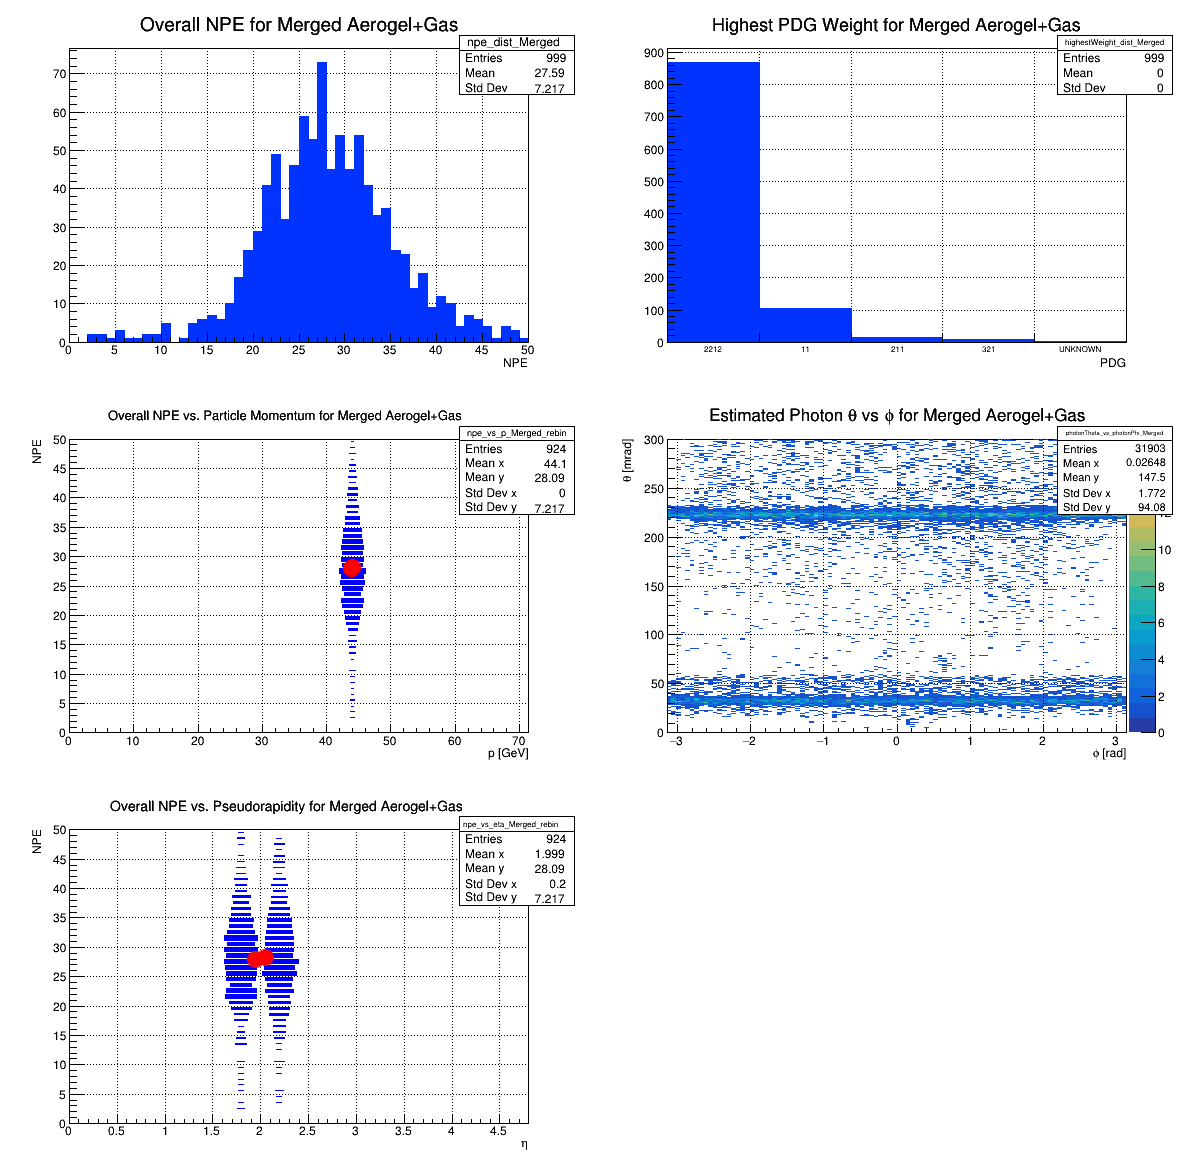 Overall NPE for Merged Aerogel+Gas
npe_dist_Merged
Entries 999
Mean 27.59
Std Dev 7.217
70
60
50
40
30
20
10
0
0 5 10 15 20 25 30 35 40 45 50
NPE
Highest PDG Weight for Merged Aerogel+Gas
highestWeight_dist_Merged
Entries 999
Mean 0
Std Dev 0
900
800
700
600
500
400
300
200
100
0
2212 11 211 321 UNKNOWN
PDG
Overall NPE vs. Particle Momentum for Merged Aerogel+Gas
npe_vs_p_Merged_rebin
Entries 924
Mean x 44.1
Mean y 28.09
Std Dev x 0
Std Dev y 7.217
NPE
50
45
40
35
30
25
20
15
10
5
0
0 10 20 30 40 50 60 70
p [GeV]
Estimated Photon θ vs ϕ for Merged Aerogel+Gas
photonTheta_vs_photonPhi_Merged
Entries 31903
Mean x 0.02648
Mean y 147.5
Std Dev x 1.772
Std Dev y 94.08
θ [mrad]
300
250
200
150
100
50
0
−3 −2 −1 0 1 2 3
ϕ [rad]
10
8
6
4
2
0
Overall NPE vs. Pseudorapidity for Merged Aerogel+Gas
npe_vs_eta_Merged_rebin
Entries 924
Mean x 1.999
Mean y 28.09
Std Dev x 0.2
Std Dev y 7.217
NPE
50
45
40
35
30
25
20
15
10
5
0
0 0.5 1 1.5 2 2.5 3 3.5 4 4.5
η